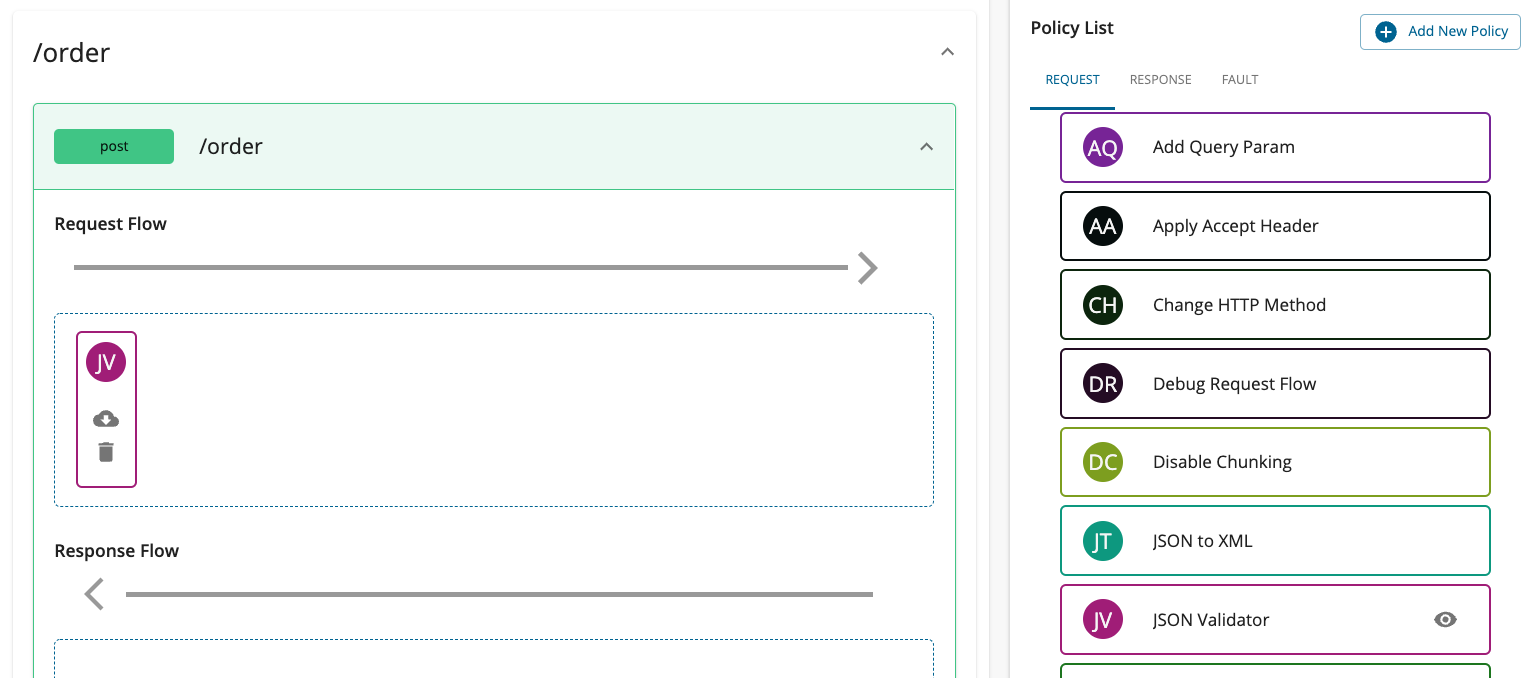 /order
post
/order
Request Flow
JV
Response Flow
Policy List
Add New Policy
REQUEST
RESPONSE
FAULT
AQ
Add Query Param
AA
Apply Accept Header
CH
Change HTTP Method
DR
Debug Request Flow
DC
Disable Chunking
JT
JSON to XML
JV
JSON Validator